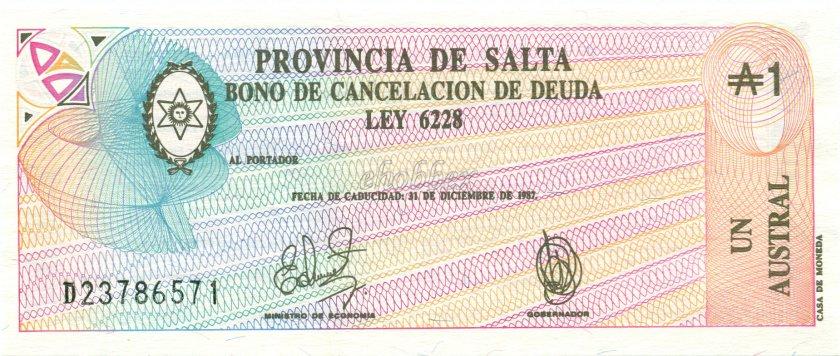 PROVINCIA DE SALTA
BONO DE CANCELACION DE DEUDA
LEY 6228
₳1
AL PORTADOR
ehobbex
FECHA DE CADUCIDAD: 31 DE DICIEMBRE DE 1987.
UN AUSTRAL
D23786571
MINISTRO DE ECONOMIA
GOBERNADOR
CASA DE MONEDA